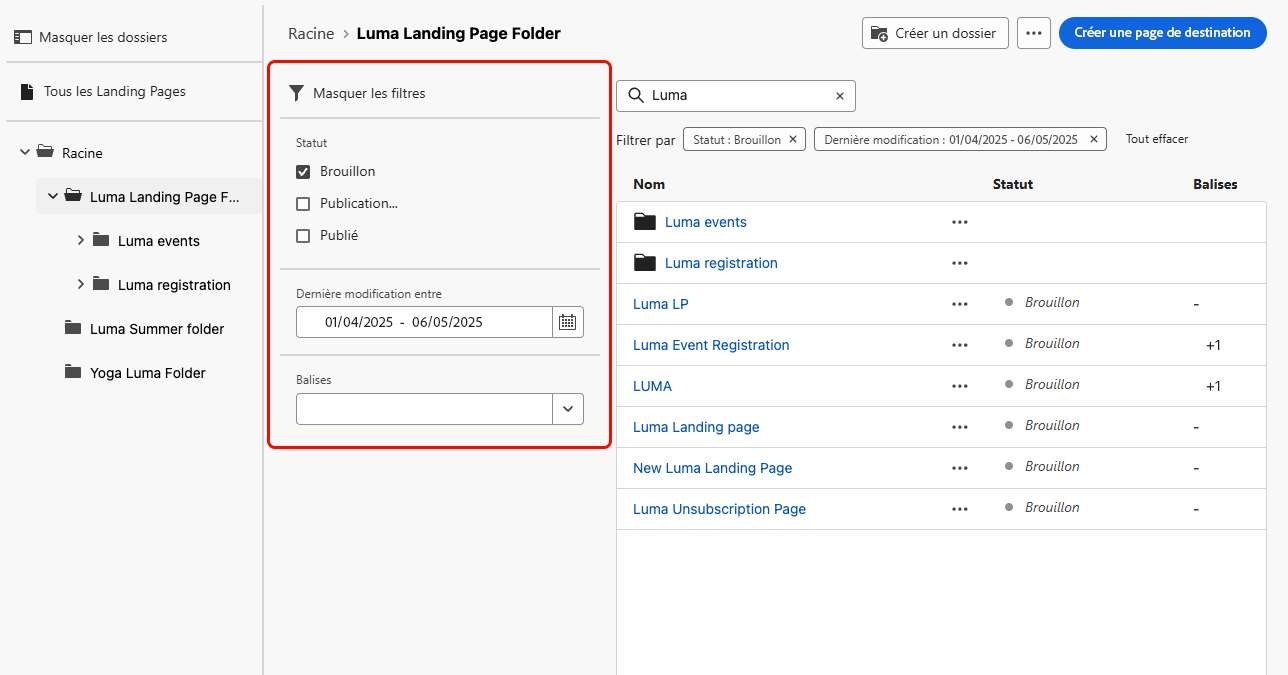 Masquer les dossiers
Tous les Landing Pages
Racine
Luma Landing Page F...
Luma events
Luma registration
Luma Summer folder
Yoga Luma Folder
Racine > Luma Landing Page Folder
Créer un dossier
Créer une page de destination
Masquer les filtres
Statut
Brouillon
Publication...
Publié
Dernière modification entre
01/04/2025 - 06/05/2025
Balises
Luma
Filtrer par Statut : Brouillon Dernière modification : 01/04/2025 - 06/05/2025 Tout effacer
Nom Statut Balises
Luma events
Luma registration
Luma LP Brouillon -
Luma Event Registration Brouillon +1
LUMA Brouillon +1
Luma Landing page Brouillon -
New Luma Landing Page Brouillon -
Luma Unsubscription Page Brouillon -